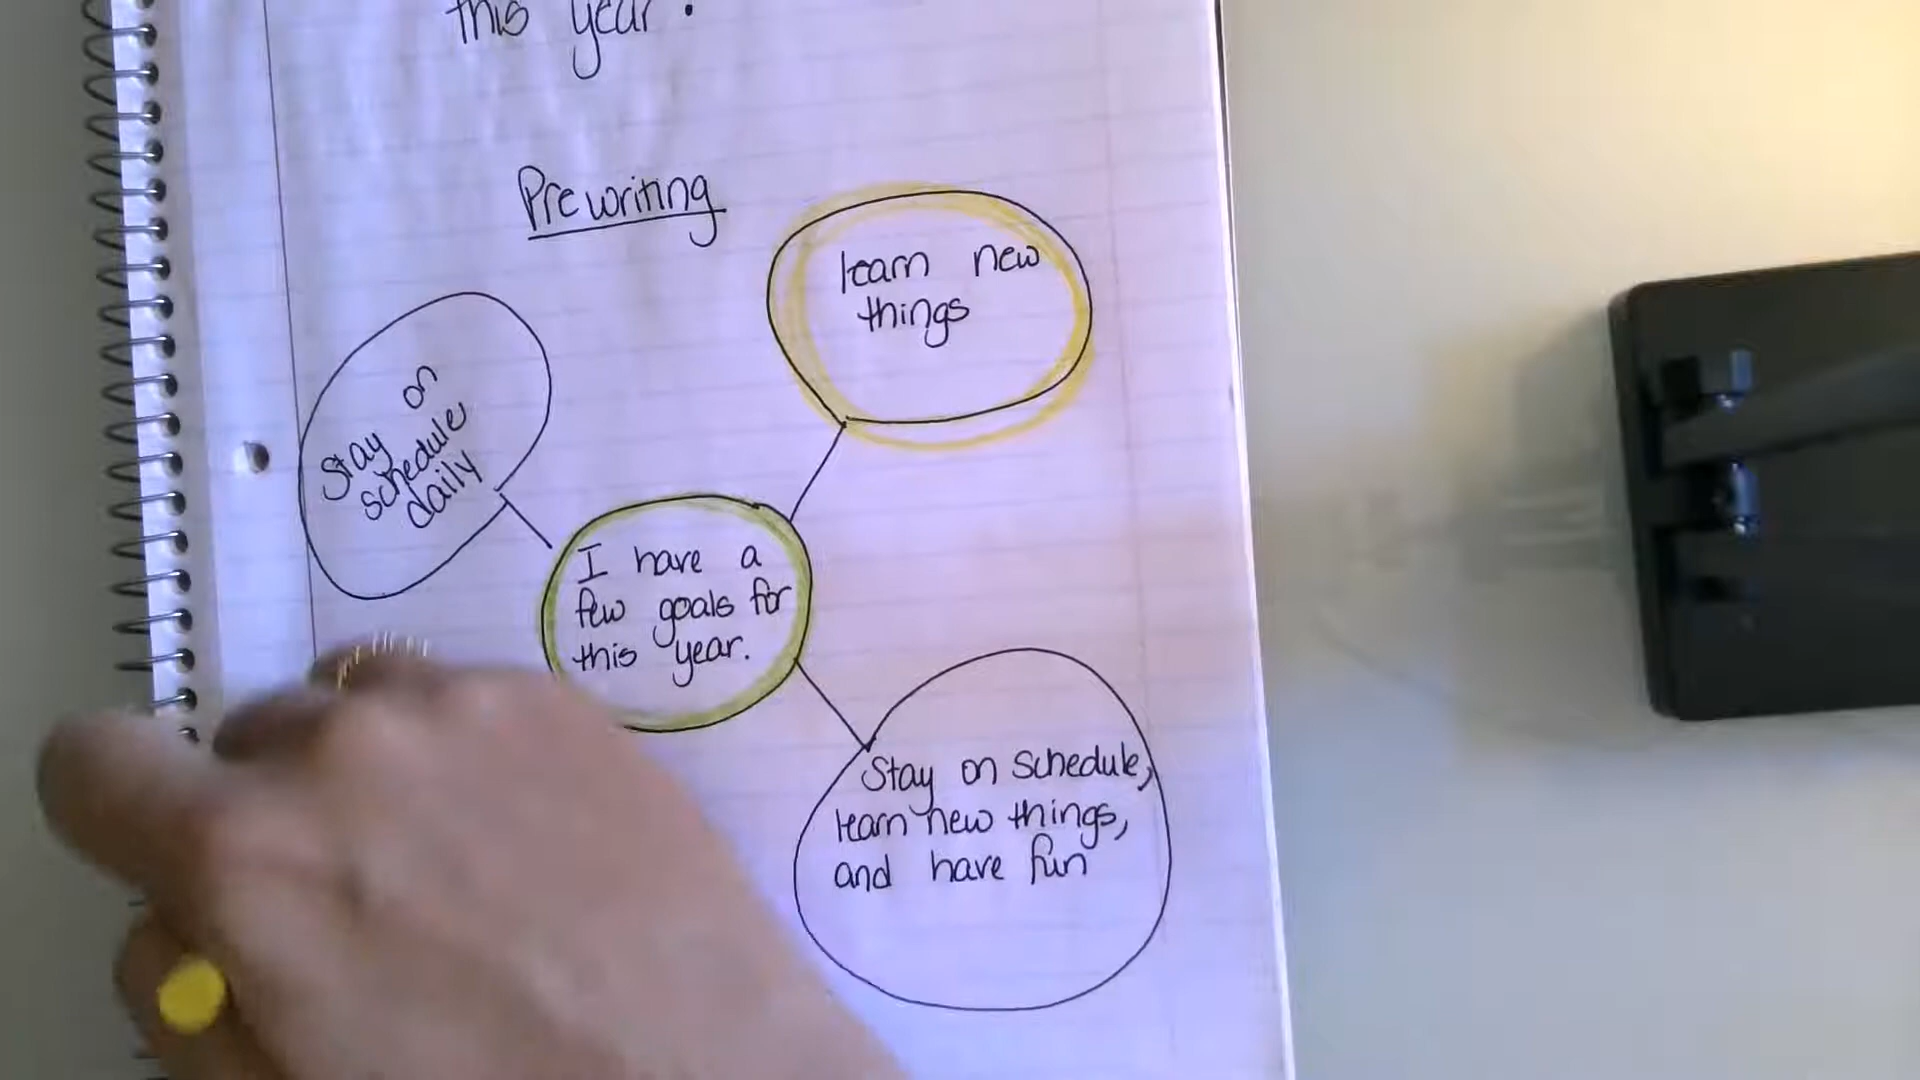 this year.
Prewriting
learn new
things
Stay on
schedule
daily
I have a
few goals for
this year.
Stay on schedule,
learn new things,
and have fun